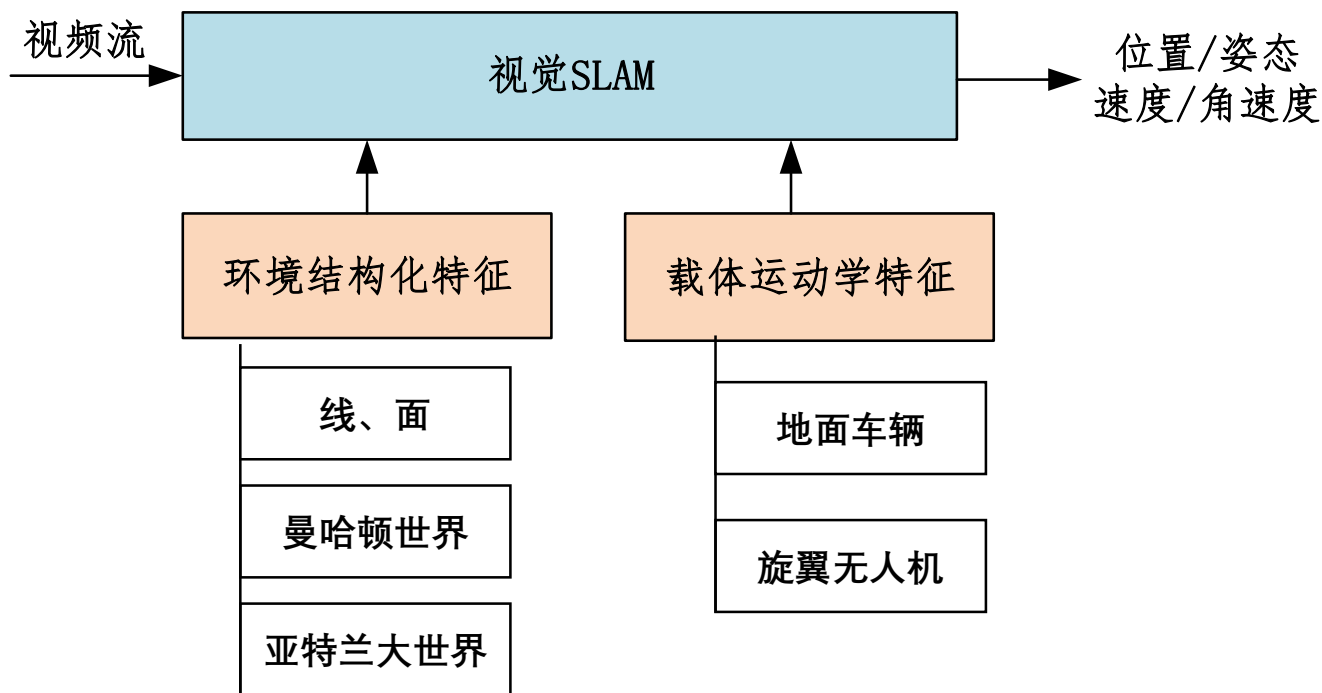 视频流
视觉SLAM
位置/姿态
速度/角速度
环境结构化特征
载体运动学特征
线、面
地面车辆
曼哈顿世界
旋翼无人机
亚特兰大世界